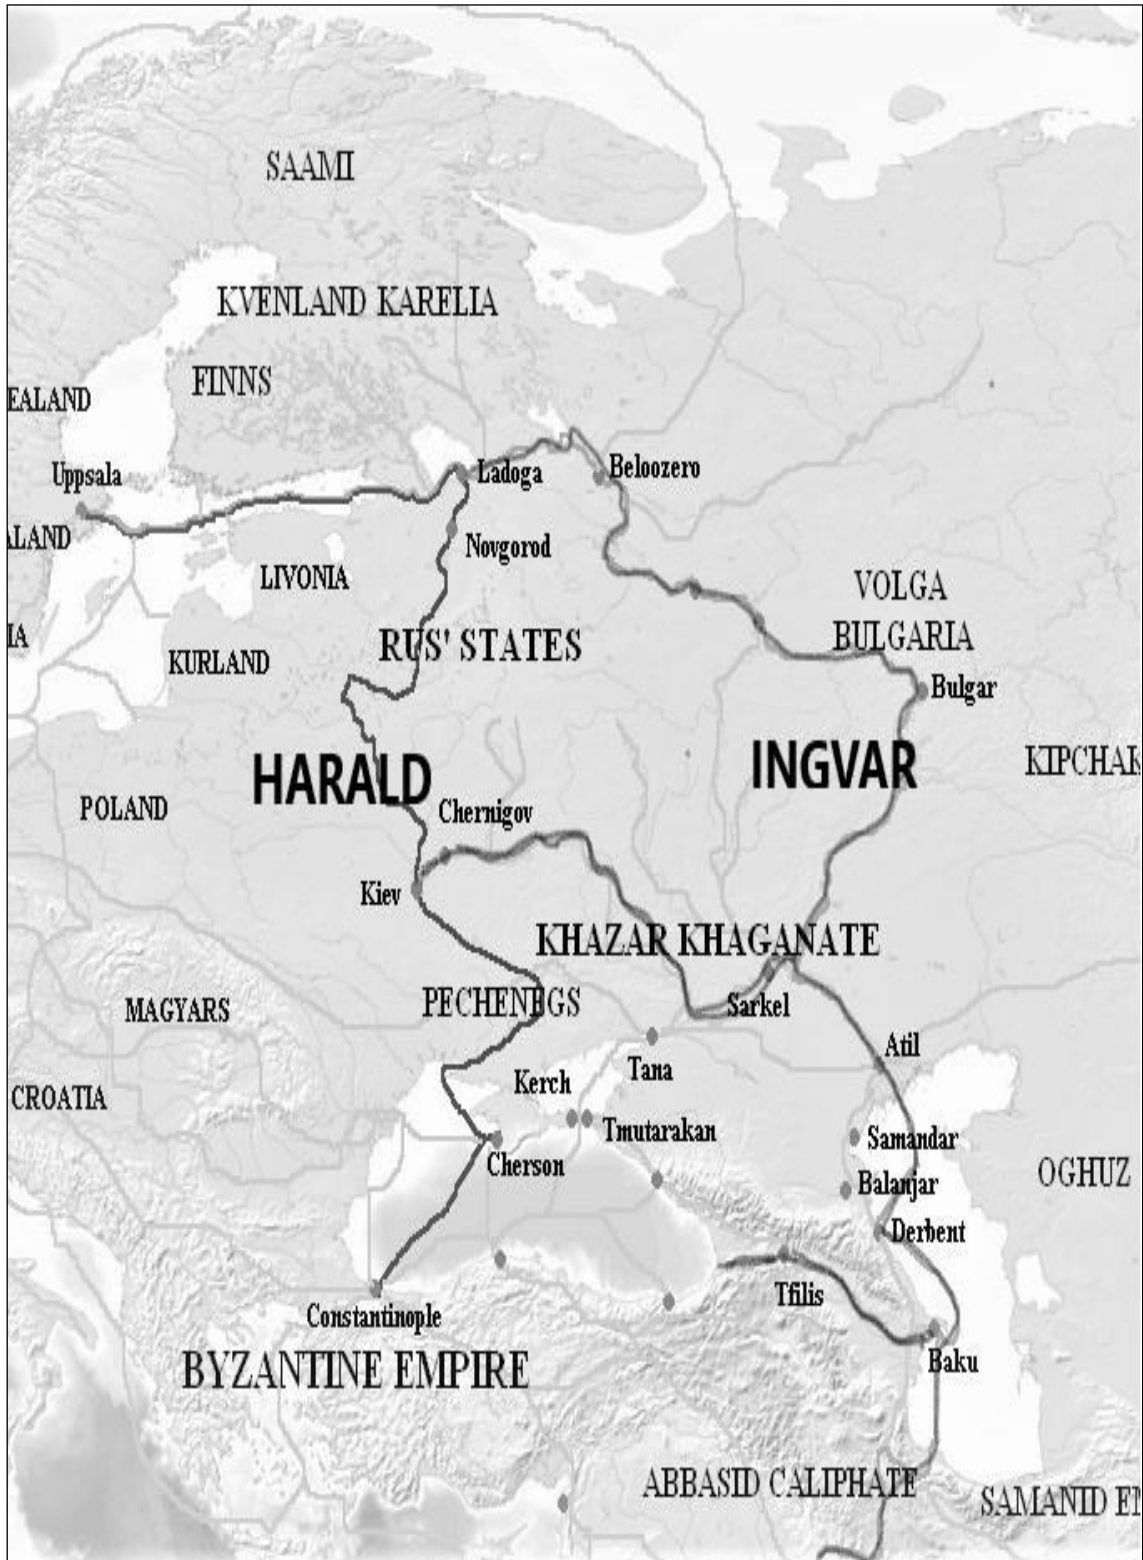 SAAMI
KVENLAND KARELIA
FINNS
EALAND
Uppsala
Ladoga
Beloozero
ALAND
Novgorod
LIVONIA
VOLGA
BULGARIA
IA
RUS' STATES
KURLAND
Bulgar
HARALD
INGVAR
KIPCHAK
POLAND
Chernigov
Kiev
KHAZAR KHAGANATE
PECHENEGS
MAGYARS
Sarkel
Atil
Tana
Kerch
CROATIA
Tmutarakan
Samandar
Cherson
OGHUZ
Balanjar
Derbent
Tfilis
Constantinople
Baku
BYZANTINE EMPIRE
ABBASID CALIPHATE
SAMANID EM